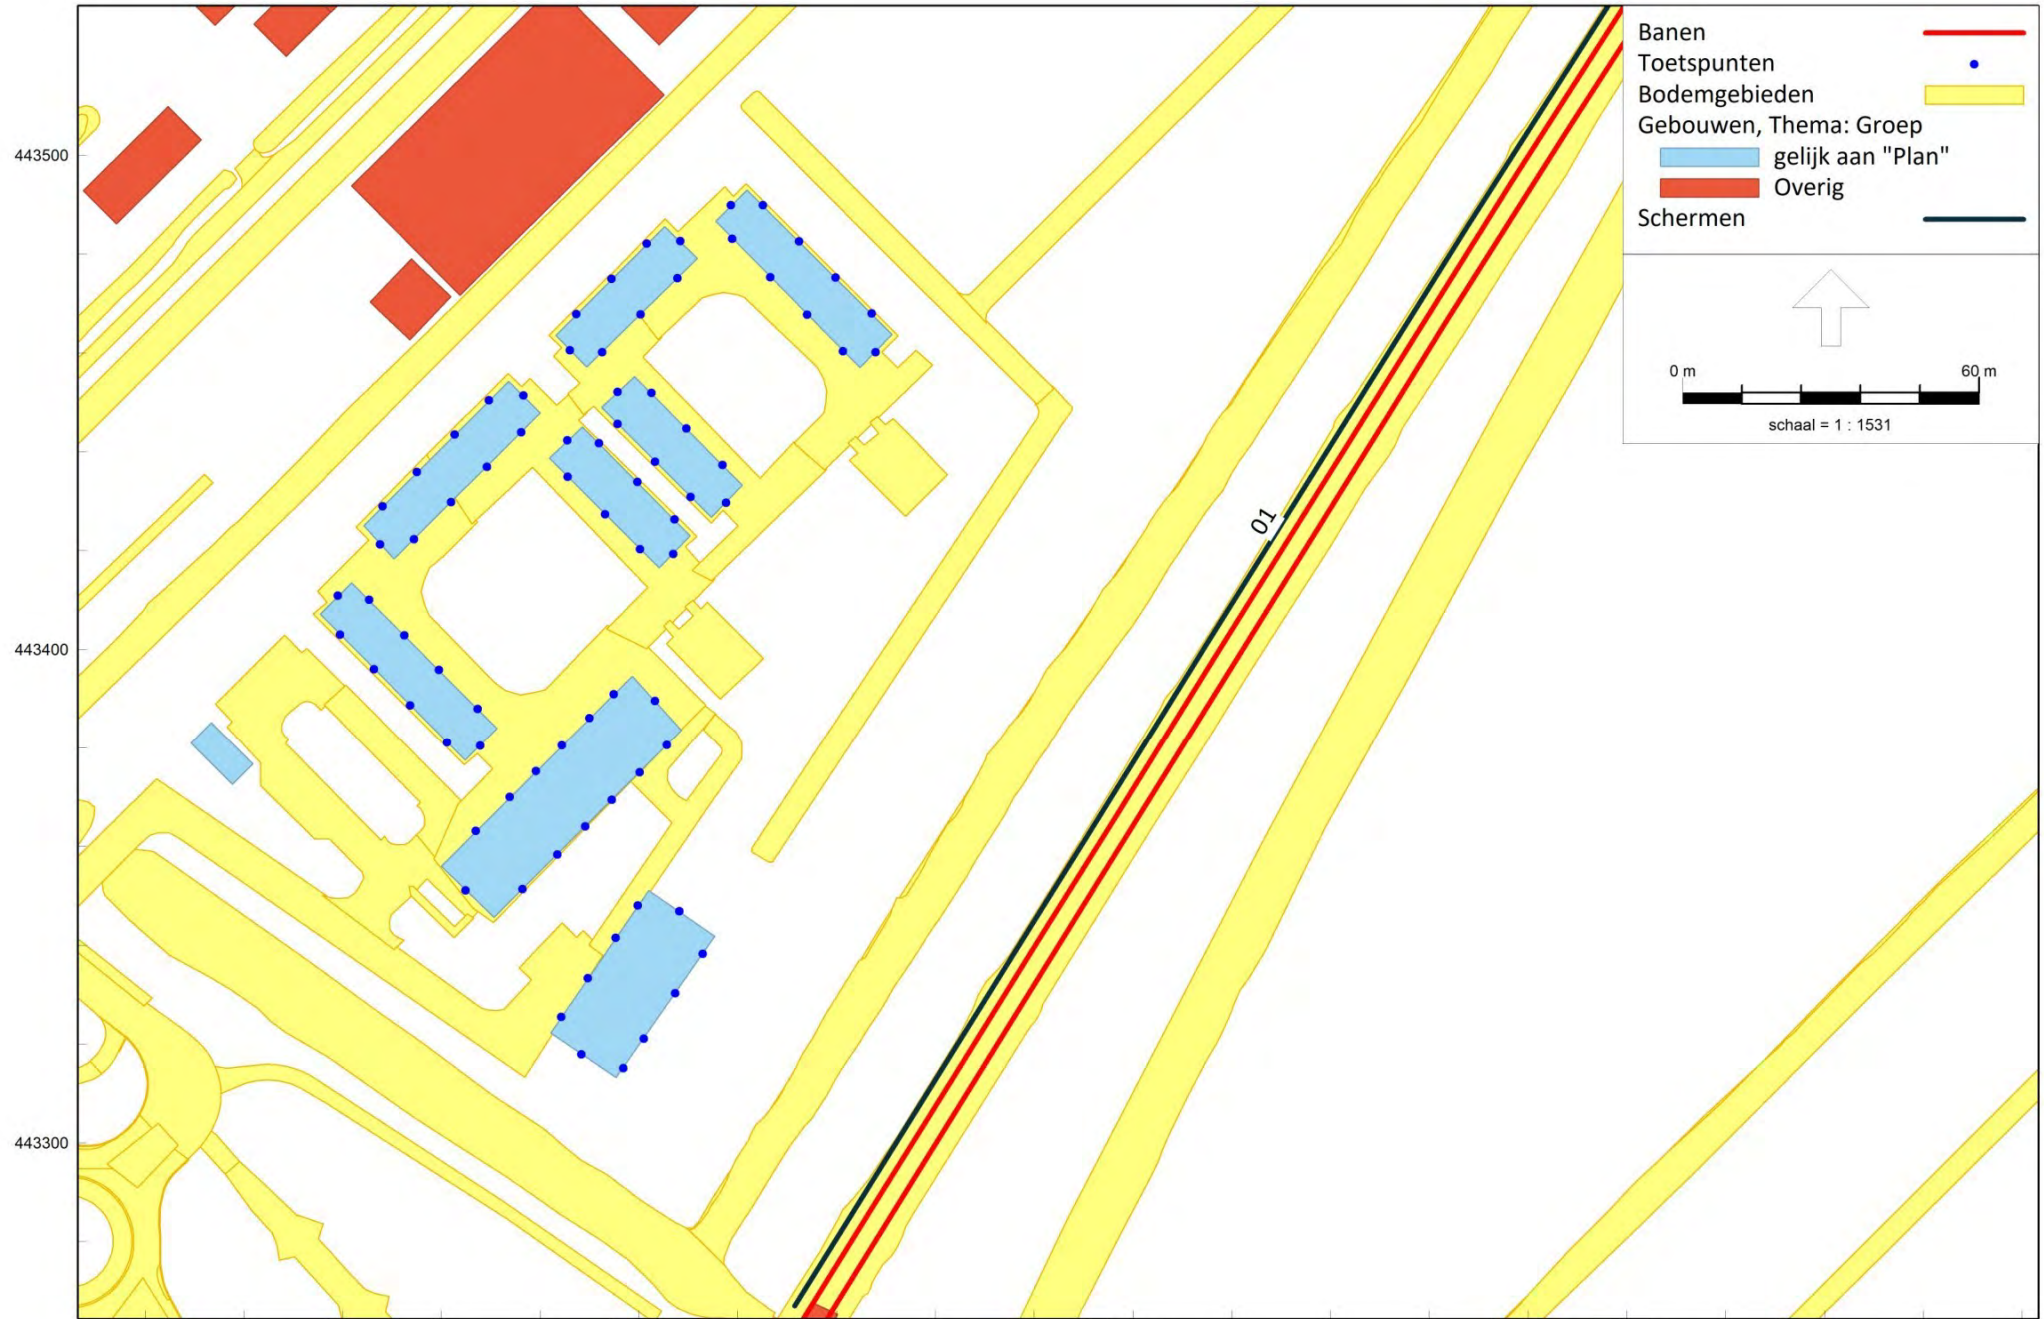 Banen
Toetspunten
Bodemgebieden
Gebouwen, Thema: Groep
gelijk aan "Plan"
Overig
Schermen
0 m 60 m
schaal = 1 : 1531
443500
443400
443300
01